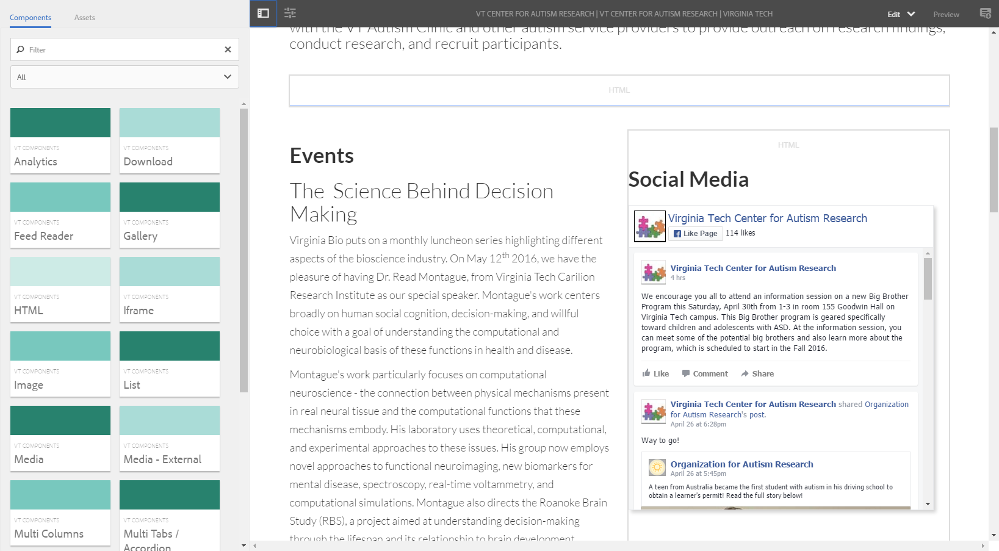 Components
Assets
VT CENTER FOR AUTISM RESEARCH | VT CENTER FOR AUTISM RESEARCH | VIRGINIA TECH
Edit
Preview
Filter
All
VT COMPONENTS
Analytics
VT COMPONENTS
Download
VT COMPONENTS
Feed Reader
VT COMPONENTS
Gallery
VT COMPONENTS
HTML
VT COMPONENTS
Iframe
VT COMPONENTS
Image
VT COMPONENTS
List
VT COMPONENTS
Media
VT COMPONENTS
Media - External
VT COMPONENTS
Multi Columns
VT COMPONENTS
Multi Tabs /
Accordion
with the VT Autism Clinic and other autism service providers to provide outreach on research findings,
conduct research, and recruit participants.
HTML
Events
The  Science Behind Decision
Making
Virginia Bio puts on a monthly luncheon series highlighting different
aspects of the bioscience industry. On May 12th 2016, we have the
pleasure of having Dr. Read Montague, from Virginia Tech Carilion
Research Institute as our special speaker. Montague's work centers
broadly on human social cognition, decision-making, and willful
choice with a goal of understanding the computational and
neurobiological basis of these functions in health and disease.
Montague's work particularly focuses on computational
neuroscience - the connection between physical mechanisms present
in real neural tissue and the computational functions that these
mechanisms embody. His laboratory uses theoretical, computational,
and experimental approaches to these issues. His group now employs
novel approaches to functional neuroimaging, new biomarkers for
mental disease, spectroscopy, real-time voltammetry, and
computational simulations. Montague also directs the Roanoke Brain
Study (RBS), a project aimed at understanding decision-making
through the lifespan and its relationship to brain development,
HTML
Social Media
Virginia Tech Center for Autism Research
Like Page
114 likes
Virginia Tech Center for Autism Research
4 hrs
We encourage you all to attend an information session on a new Big Brother
Program this Saturday, April 30th from 1-3 in room 155 Goodwin Hall on
Virginia Tech campus. This Big Brother program is geared specifically
toward children and adolescents with ASD. At the information session, you
can meet some of the potential big brothers and also learn more about the
program, which is scheduled to start in the Fall 2016.
Like
Comment
Share
Virginia Tech Center for Autism Research shared Organization
for Autism Research's post.
April 26 at 6:28pm
Way to go!
Organization for Autism Research
April 26 at 5:45pm
A teen from Australia became the first student with autism in his driving school to
obtain a learner's permit! Read the full story below!